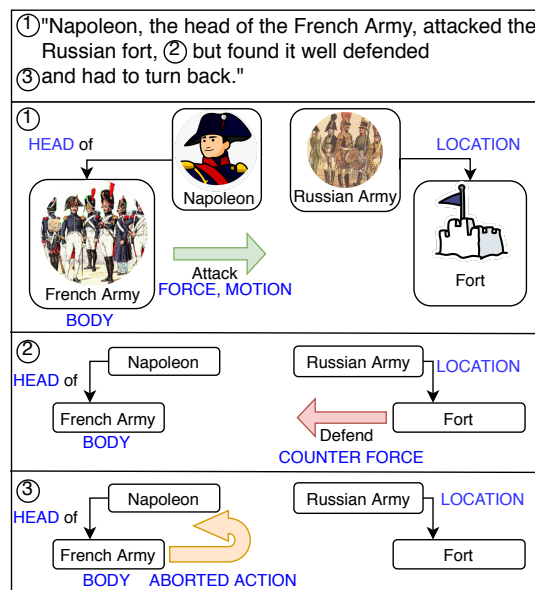 ① "Napoleon, the head of the French Army, attacked the
Russian fort, ② but found it well defended
③ and had to turn back."
①
HEAD of
LOCATION
Napoleon
Russian Army
French Army
Attack
Fort
FORCE, MOTION
BODY
②
Napoleon
Russian Army
LOCATION
HEAD of
French Army
Fort
BODY
Defend
COUNTER FORCE
③
Napoleon
Russian Army
LOCATION
HEAD of
French Army
Fort
BODY
ABORTED ACTION